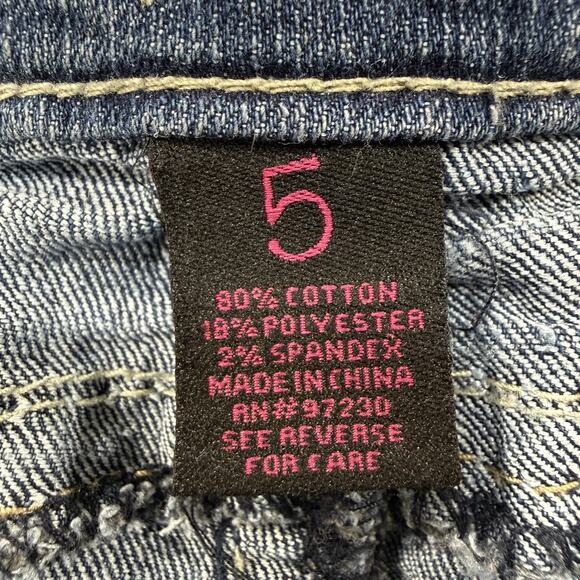 5
80% COTTON
18% POLYESTER
2% SPANDEX
MADE IN CHINA
RN#97230
SEE REVERSE
FOR CARE